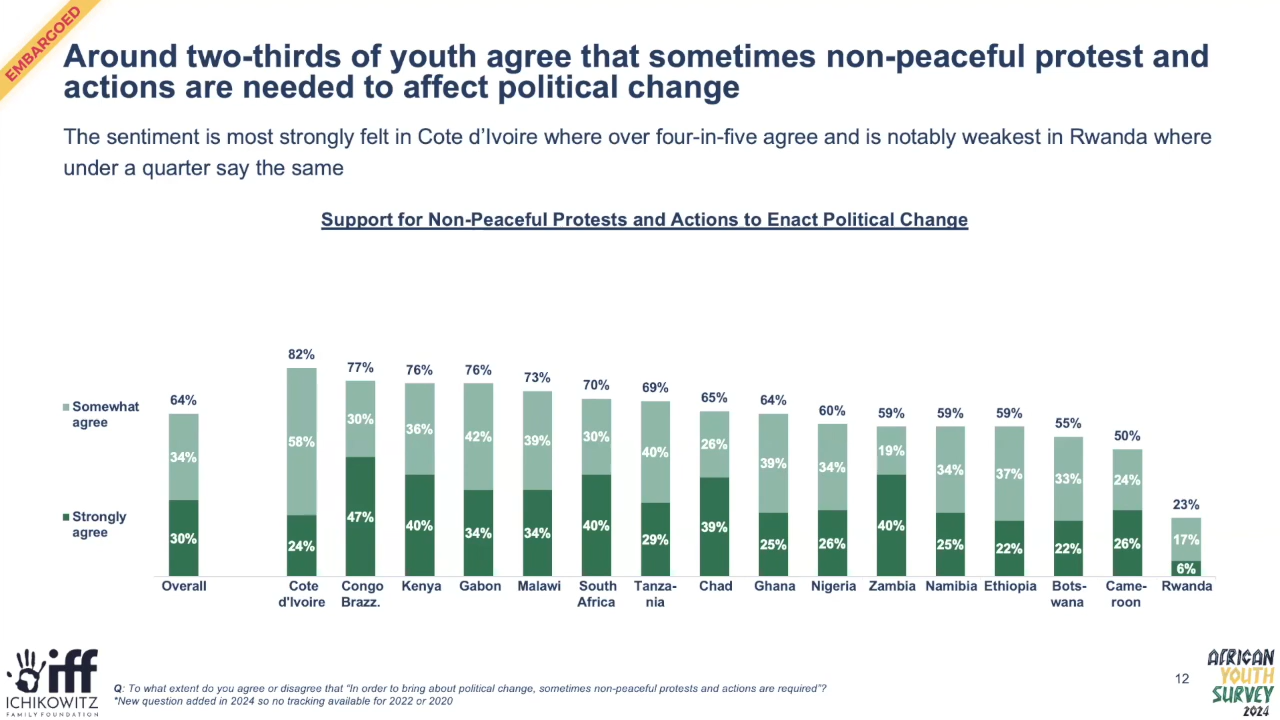 EMBARGOED
Around two-thirds of youth agree that sometimes non-peaceful protest and
actions are needed to affect political change
The sentiment is most strongly felt in Cote d’Ivoire where over four-in-five agree and is notably weakest in Rwanda where
under a quarter say the same
Support for Non-Peaceful Protests and Actions to Enact Political Change
82%
77%
76%
76%
73%
70%
69%
65%
64%
64%
60%
59%
59%
59%
55%
50%
23%
Somewhat
agree
34%
58%
30%
36%
42%
39%
30%
40%
26%
39%
34%
19%
34%
37%
33%
24%
17%
Strongly
agree
30%
24%
47%
40%
34%
34%
40%
29%
39%
25%
26%
40%
25%
22%
22%
26%
6%
Overall
Cote
d'Ivoire
Congo
Brazz.
Kenya
Gabon
Malawi
South
Africa
Tanza-
nia
Chad
Ghana
Nigeria
Zambia
Namibia
Ethiopia
Bots-
wana
Came-
roon
Rwanda
iff
ICHIKOWITZ
FAMILY FOUNDATION
Q: To what extent do you agree or disagree that “In order to bring about political change, sometimes non-peaceful protests and actions are required”?
*New question added in 2024 so no tracking available for 2022 or 2020
12
AFRICAN
YOUTH
SURVEY
2024